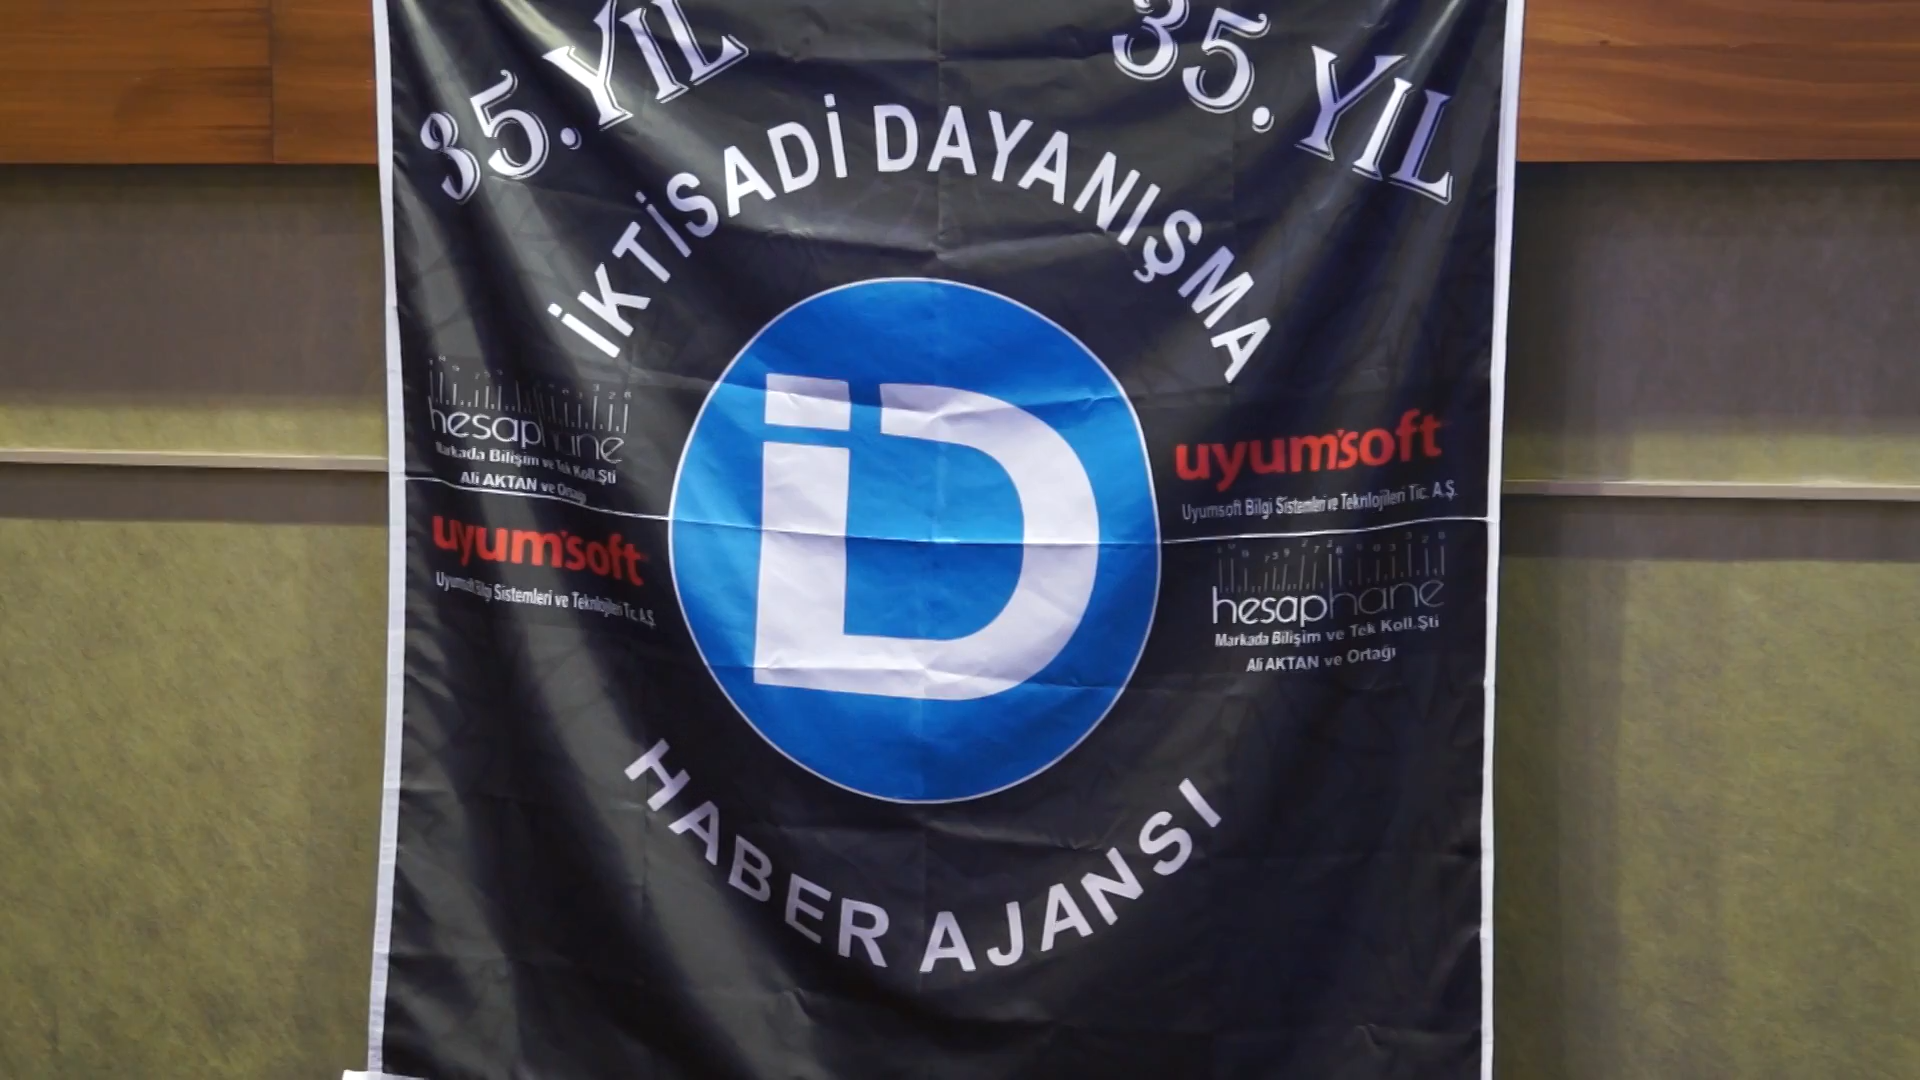 35. YIL
35. YIL
İKTİSADİ DAYANIŞMA
hesaphane
Markada Bilişim ve Tek Koll.Şti
Ali AKTAN ve Ortağı
uyumsoft
Uyumsoft Bilgi Sistemleri ve Teknlojileri Tic. A.Ş.
iD
uyumsoft
Uyumsoft Bilgi Sistemleri ve Teknlojileri Tic. A.Ş.
hesaphane
Markada Bilişim ve Tek Koll.Şti
Ali AKTAN ve Ortağı
HABER AJANSI